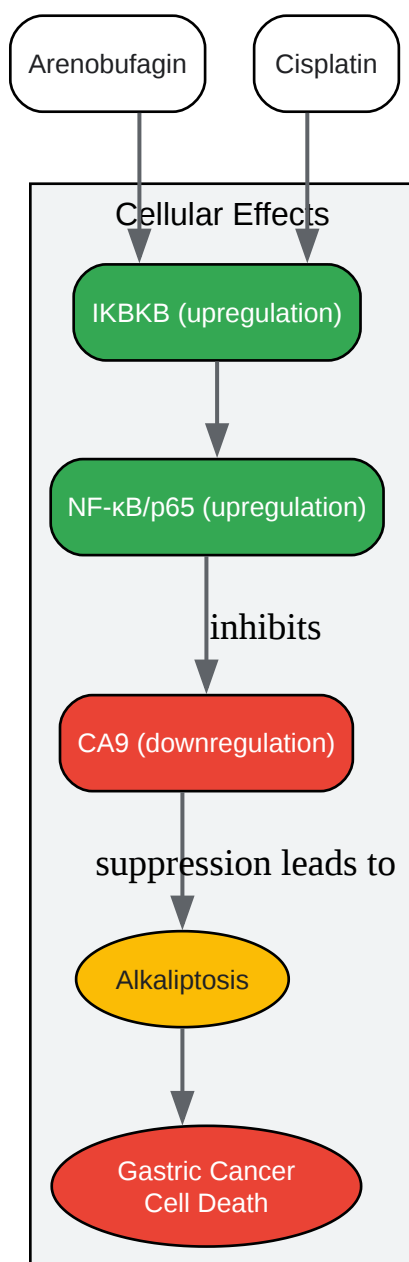 Arenobufagin
Cisplatin
Cellular Effects
IKBKB (upregulation)
NF-κB/p65 (upregulation)
inhibits
CA9 (downregulation)
suppression leads to
Alkaliptosis
Gastric Cancer
Cell Death